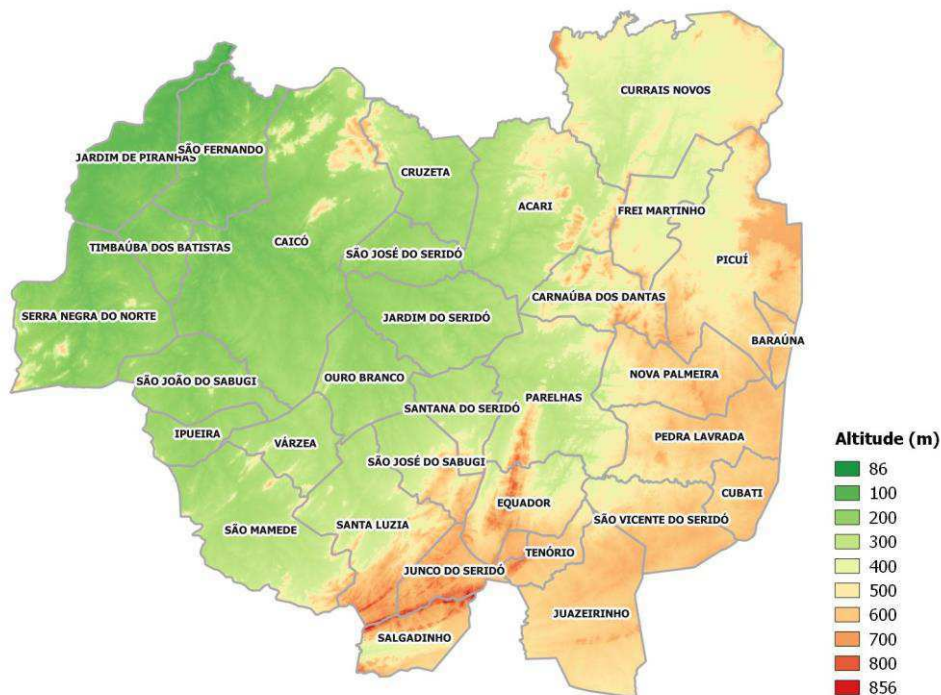 CURRAIS NOVOS
JARDIM DE PIRANHAS
SÃO FERNANDO
CRUZETA
ACARI
FREI MARTINHO
TIMBAÚBA DOS BATISTAS
CAICÓ
SÃO JOSÉ DO SERIDÓ
PICUÍ
CARNAÚBA DOS DANTAS
SERRA NEGRA DO NORTE
JARDIM DO SERIDÓ
BARAÚNA
SÃO JOÃO DO SABUGI
OURO BRANCO
NOVA PALMEIRA
SANTANA DO SERIDÓ
PARELHAS
IPUEIRA
VÁRZEA
PEDRA LAVRADA
SÃO JOSÉ DO SABUGI
CUBATI
EQUADOR
SÃO VICENTE DO SERIDÓ
SÃO MAMEDE
SANTA LUZIA
TENÓRIO
JUNCO DO SERIDÓ
JUAZEIRINHO
SALGADINHO
Altitude (m)
86
100
200
300
400
500
600
700
800
856